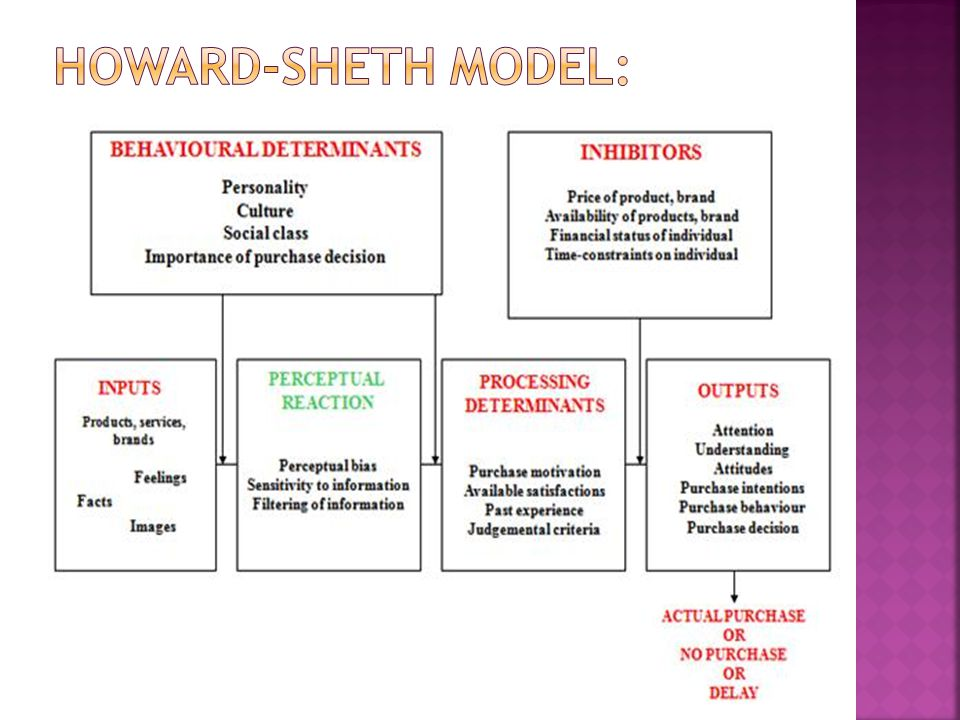 HOWARD-SHETH MODEL:
BEHAVIOURAL DETERMINANTS
Personality
Culture
Social class
Importance of purchase decision
INHIBITORS
Price of product, brand
Availability of products, brand
Financial status of individual
Time-constraints on individual
INPUTS
Products, services,
brands
Feelings
Facts
Images
PERCEPTUAL
REACTION
Perceptual bias
Sensitivity to information
Filtering of information
PROCESSING
DETERMINANTS
Purchase motivation
Available satisfactions
Past experience
Judgemental criteria
OUTPUTS
Attention
Understanding
Attitudes
Purchase intentions
Purchase behaviour
Purchase decision
ACTUAL PURCHASE
OR
NO PURCHASE
OR
DELAY